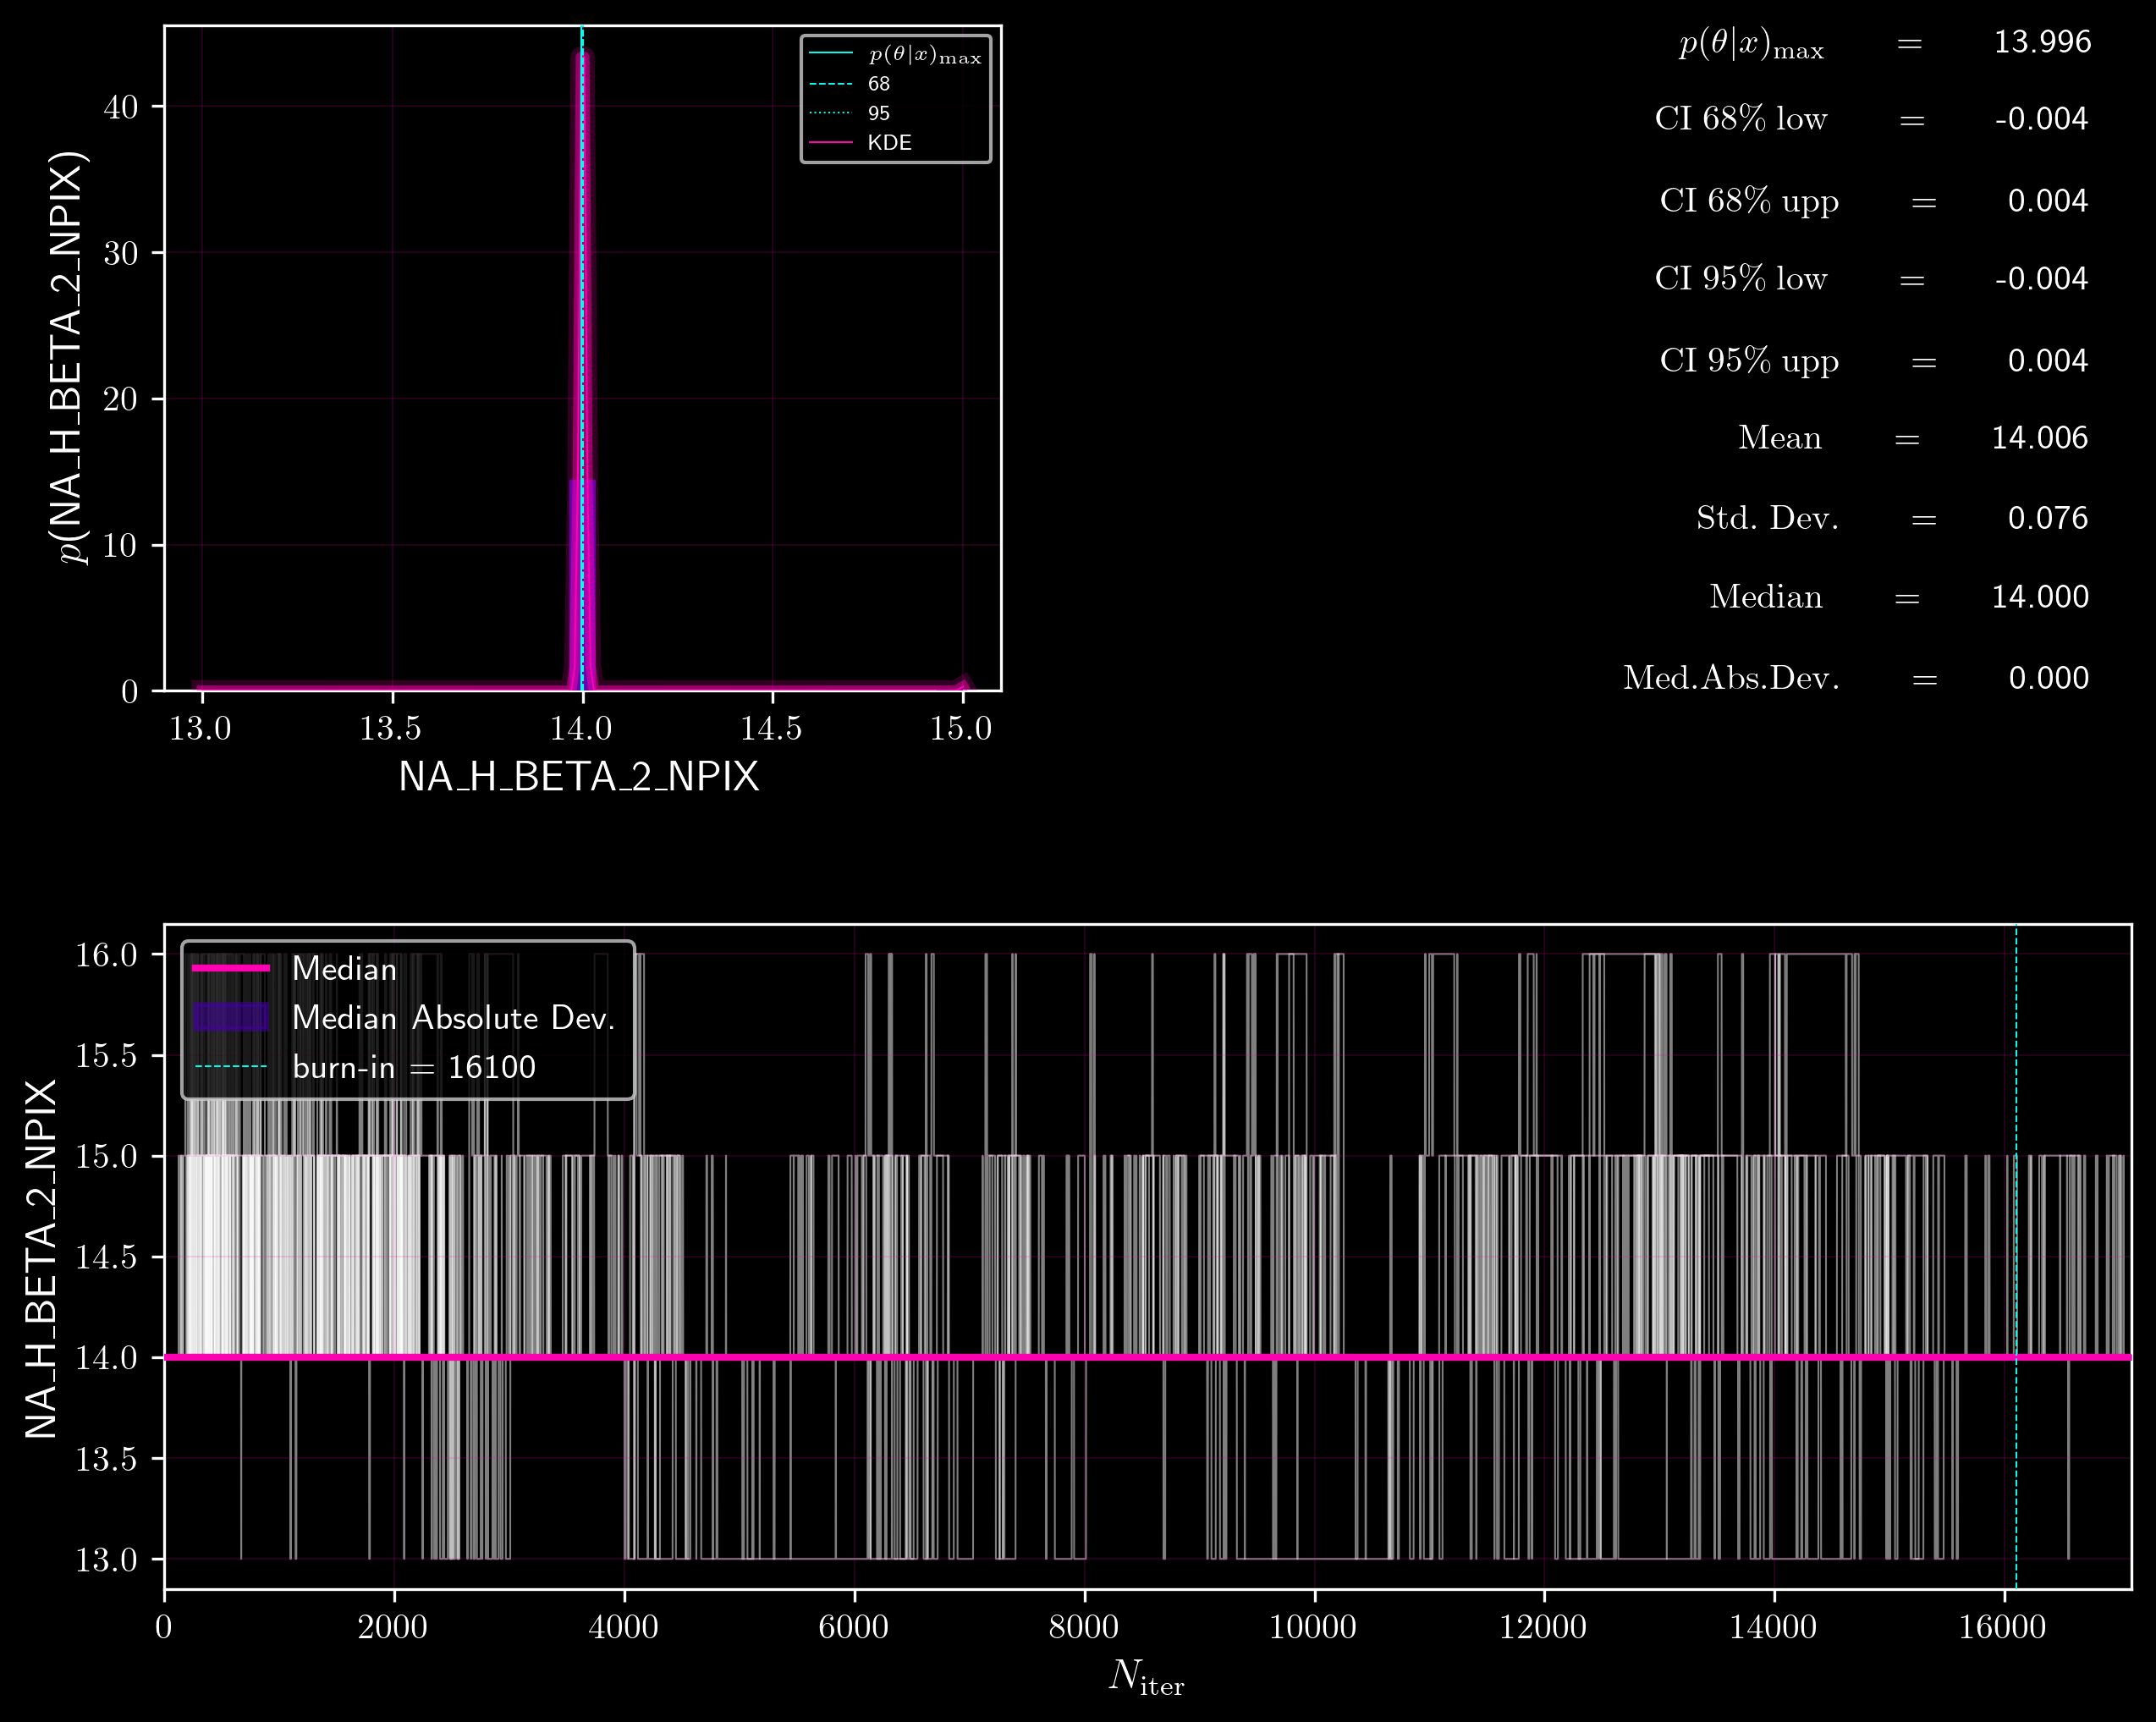 p(NA_H_BETA_2_NPIX)
40
30
20
10
0
13.0 13.5 14.0 14.5 15.0
NA_H_BETA_2_NPIX
p(θ|x)max
68
95
KDE
p(θ|x)max = 13.996
CI 68% low = -0.004
CI 68% upp = 0.004
CI 95% low = -0.004
CI 95% upp = 0.004
Mean = 14.006
Std. Dev. = 0.076
Median = 14.000
Med.Abs.Dev. = 0.000
NA_H_BETA_2_NPIX
16.0
15.5
15.0
14.5
14.0
13.5
13.0
Median
Median Absolute Dev.
burn-in = 16100
0 2000 4000 6000 8000 10000 12000 14000 16000
Niter